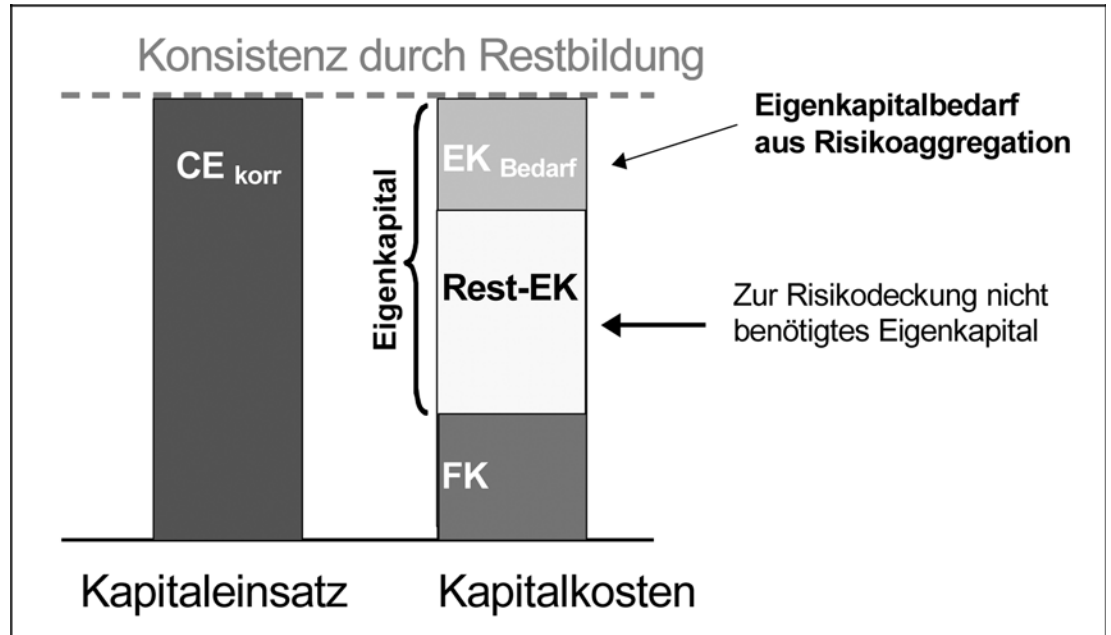 Konsistenz durch Restbildung
CE korr
Eigenkapital
EK Bedarf
Rest-EK
FK
Eigenkapitalbedarf
aus Risikoaggregation
Zur Risikodeckung nicht
benötigtes Eigenkapital
Kapitaleinsatz
Kapitalkosten